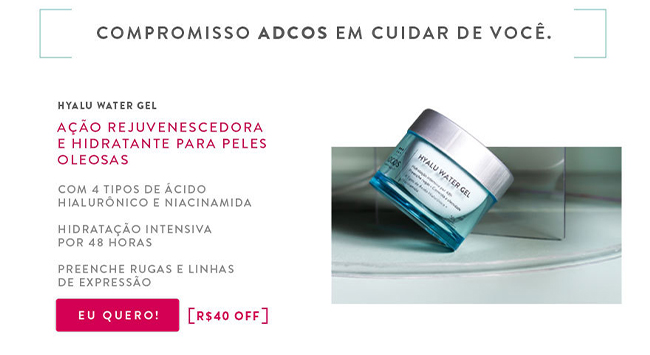 COMPROMISSO ADCOS EM CUIDAR DE VOCÊ.
HYALU WATER GEL
AÇÃO REJUVENESCEDORA
E HIDRATANTE PARA PELES
OLEOSAS
COM 4 TIPOS DE ÁCIDO
HIALURÔNICO E NIACINAMIDA
HIDRATAÇÃO INTENSIVA
POR 48 HORAS
PREENCHE RUGAS E LINHAS
DE EXPRESSÃO
EU QUERO!
[R$40 OFF]
HYALU WATER GEL